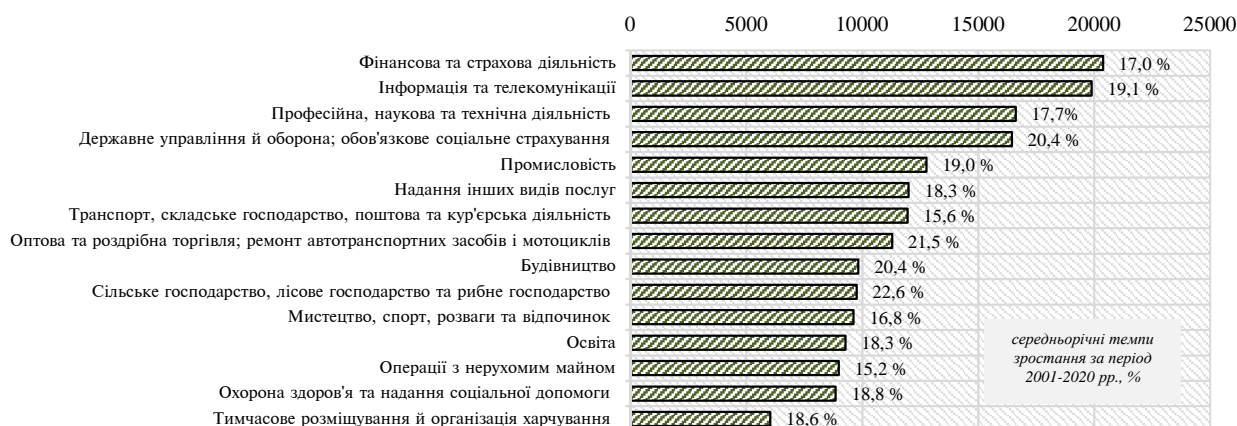 0 5000 10000 15000 20000 25000
Фінансова та страхова діяльність 17,0 %
Інформація та телекомунікації 19,1 %
Професійна, наукова та технічна діяльність 17,7%
Державне управління й оборона; обов'язкове соціальне страхування 20,4 %
Промисловість 19,0 %
Надання інших видів послуг 18,3 %
Транспорт, складське господарство, поштова та кур'єрська діяльність 15,6 %
Оптова та роздрібна торгівля; ремонт автотранспортних засобів і мотоциклів 21,5 %
Будівництво 20,4 %
Сільське господарство, лісове господарство та рибне господарство 22,6 %
Мистецтво, спорт, розваги та відпочинок 16,8 %
Освіта 18,3 %
Операції з нерухомим майном 15,2 %
Охорона здоров'я та надання соціальної допомоги 18,8 %
Тимчасове розміщування й організація харчування 18,6 %
середньорічні темпи
зростання за період
2001-2020 рр., %